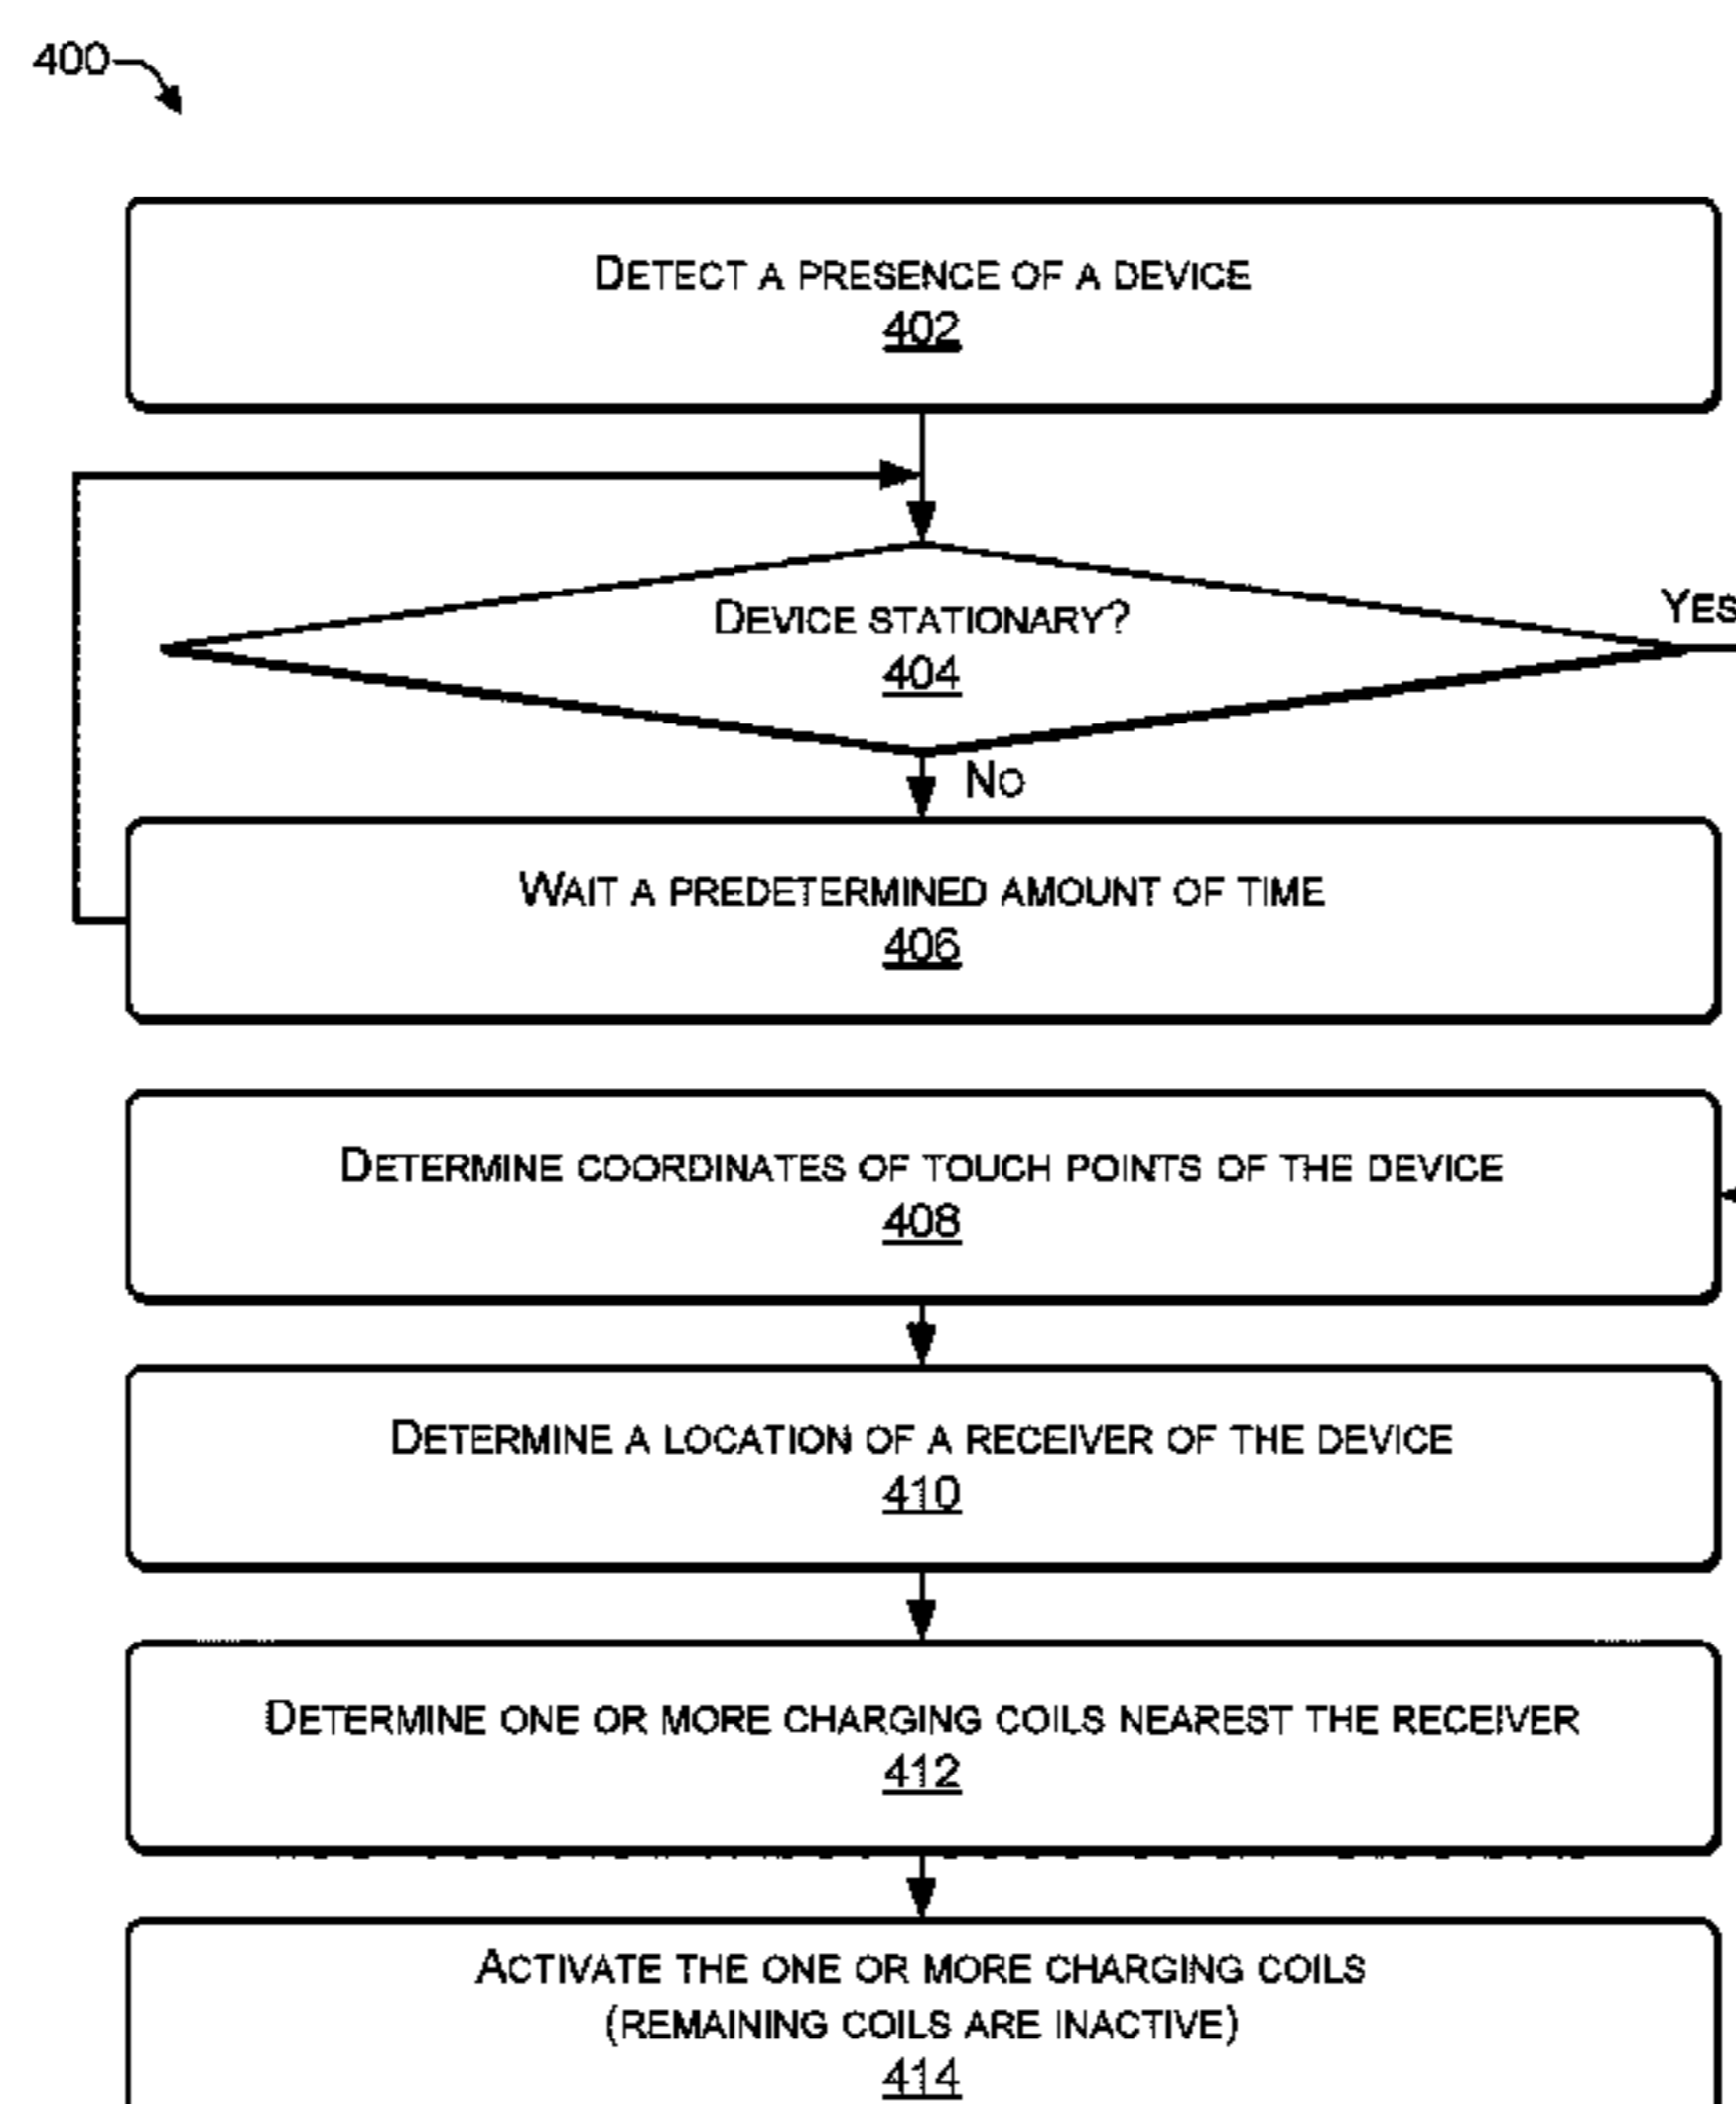 400
DETECT A PRESENCE OF A DEVICE
402
DEVICE STATIONARY?
404
YES
NO
WAIT A PREDETERMINED AMOUNT OF TIME
406
DETERMINE COORDINATES OF TOUCH POINTS OF THE DEVICE
408
DETERMINE A LOCATION OF A RECEIVER OF THE DEVICE
410
DETERMINE ONE OR MORE CHARGING COILS NEAREST THE RECEIVER
412
ACTIVATE THE ONE OR MORE CHARGING COILS
(REMAINING COILS ARE INACTIVE)
414